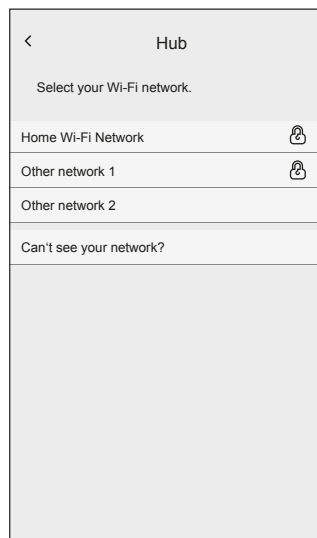 Hub
Select your Wi-Fi network.
Home Wi-Fi Network
Other network 1
Other network 2
Can‘t see your network?